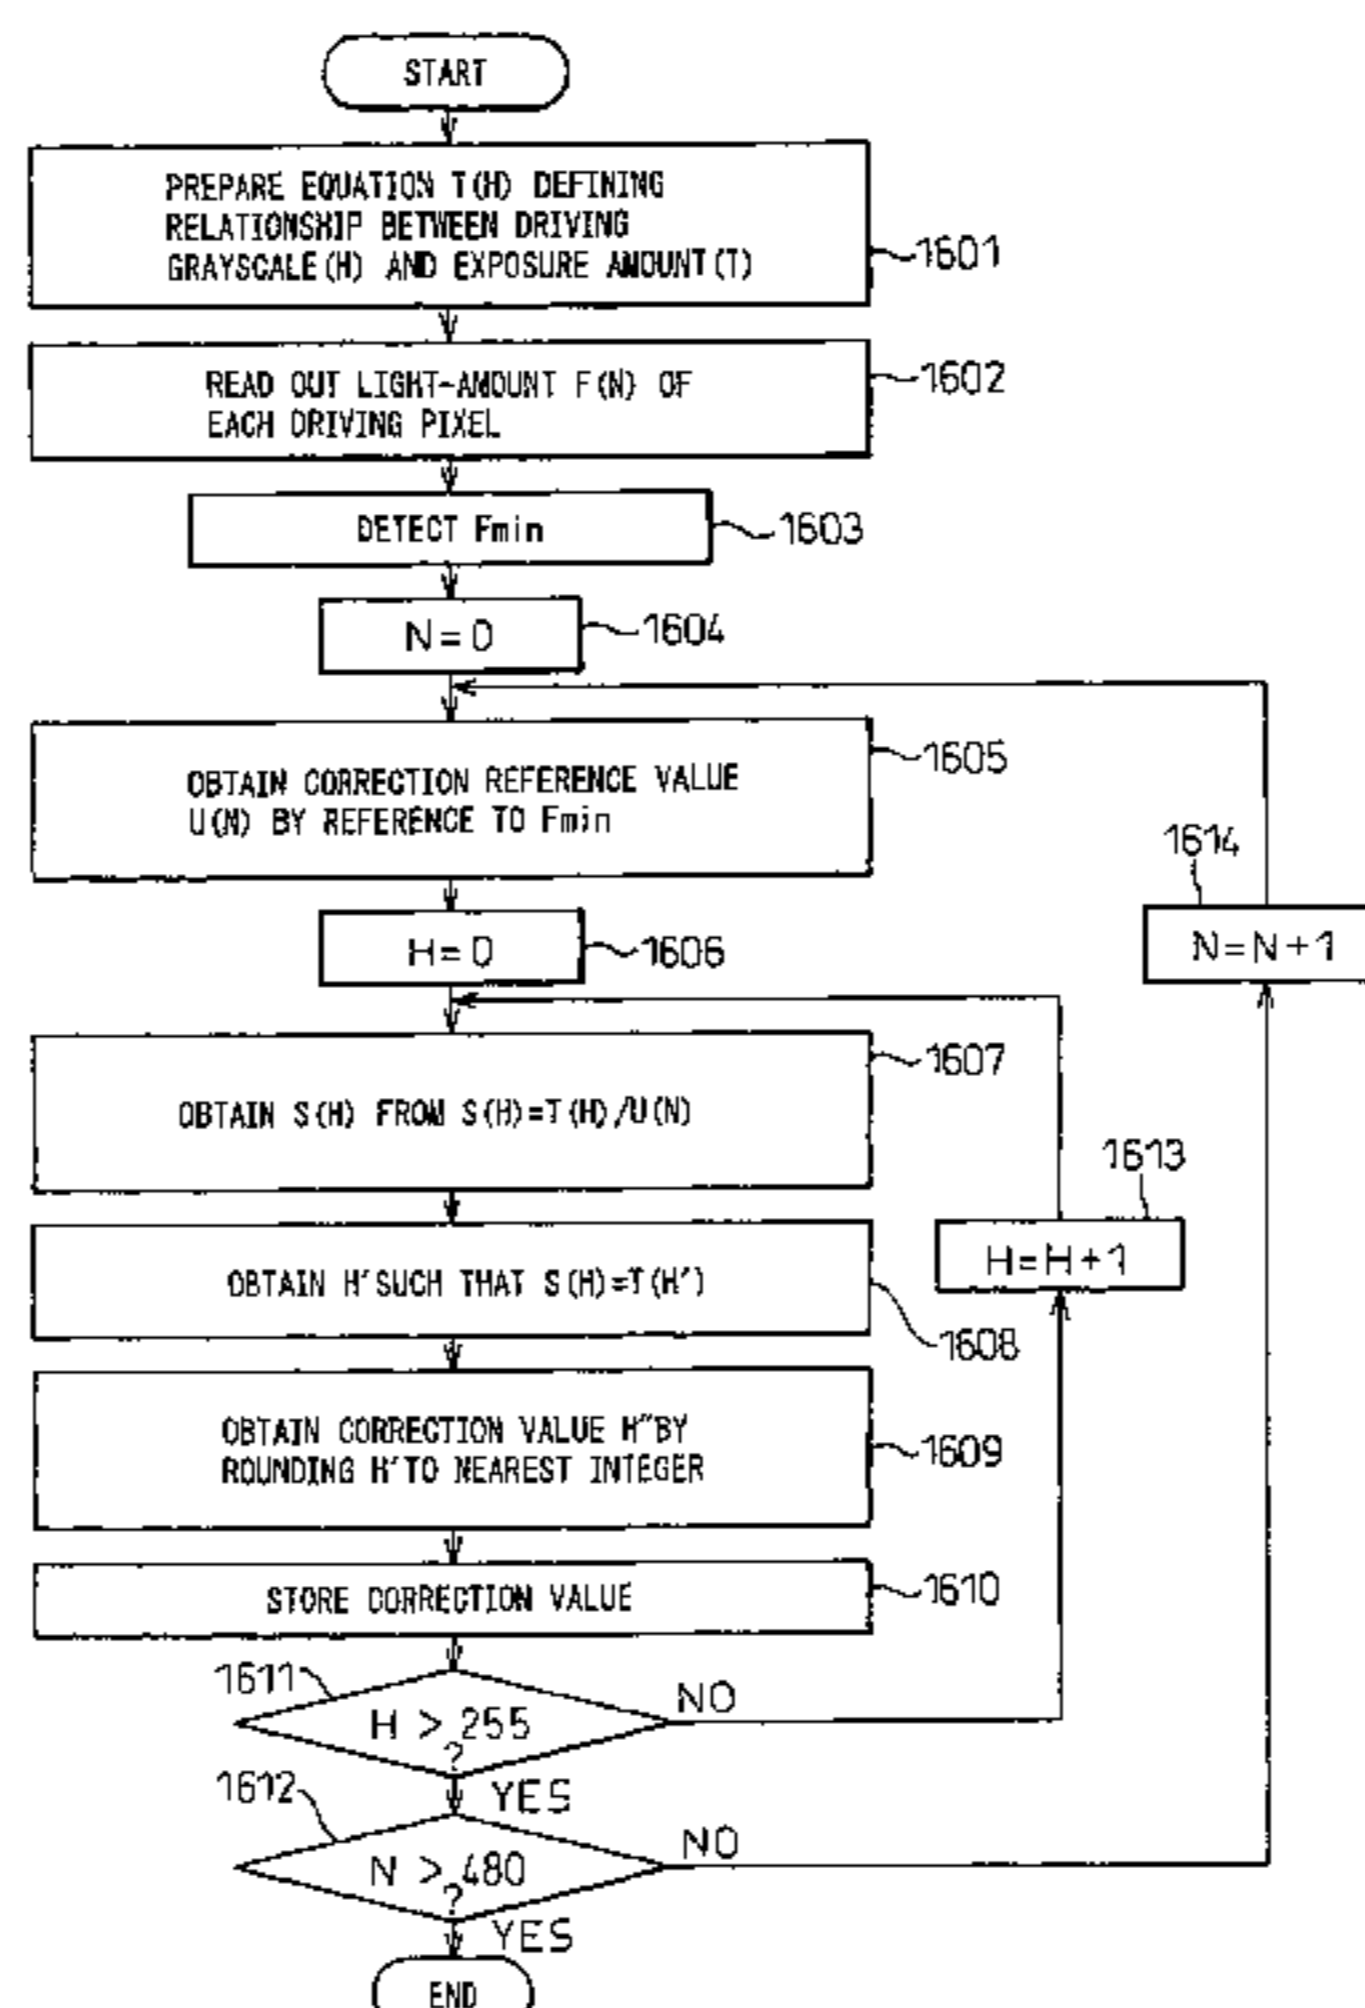 START
PREPARE EQUATION T(H) DEFINING
RELATIONSHIP BETWEEN DRIVING
GRAYSCALE(H) AND EXPOSURE AMOUNT(T)
1601
READ OUT LIGHT-AMOUNT F(N) OF
EACH DRIVING PIXEL
1602
DETECT Fmin
1603
N=0
1604
OBTAIN CORRECTION REFERENCE VALUE
U(N) BY REFERENCE TO Fmin
1605
1614
N=N+1
H=0
1606
OBTAIN S(H) FROM S(H)=T(H)/U(N)
1607
1613
H=H+1
OBTAIN H' SUCH THAT S(H)=T(H')
1608
OBTAIN CORRECTION VALUE H" BY
ROUNDING H' TO NEAREST INTEGER
1609
STORE CORRECTION VALUE
1610
1611
H > 255
?
NO
YES
1612
N > 480
?
NO
YES
END